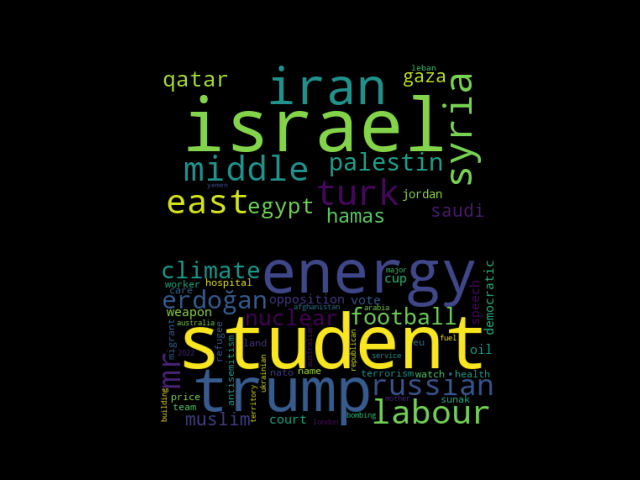 leban
qatar iran gaza
israel
syria
middle palestin
yemen
east egypt turk jordan
hamas saudi
climate energy
major
cup
worker hospital
care
erdoğan opposition vote
afghanistan arabia
democratic
speech
weapon nuclear football
australia
student
migrant
refugee
land
republican
fuel
eu
oil
2022
mr
antisemitism
ukrainian
service
nato name
terrorism watch health
trump russian
building
territory
price
team
mother
sunak
muslim court london bombing labour